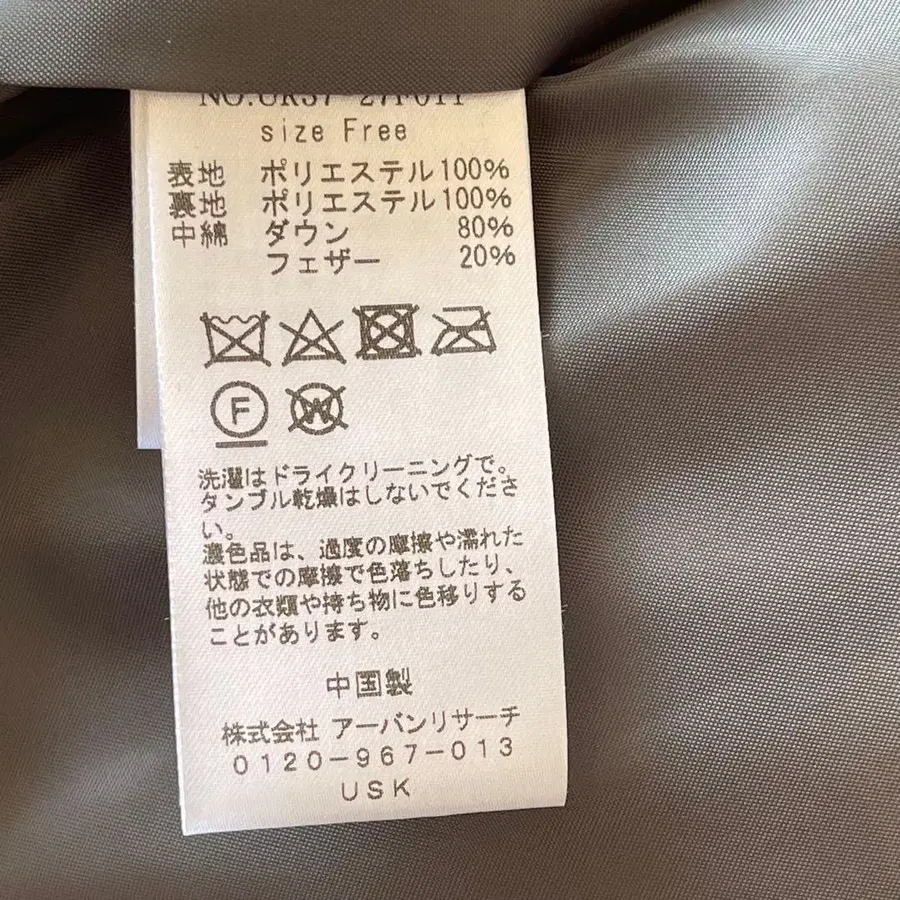 size Free
表地 ポリエステル100%
裏地 ポリエステル100%
中綿 ダウン 80%
フェザー 20%
F W
洗濯はドライクリーニングで。
タンブル乾燥はしないでくださ
い。
濃色品は、過度の摩擦や濡れた
状態での摩擦で色落ちしたり、
他の衣類や持ち物に色移りする
ことがあります。
中国製
株式会社 アーバンリサーチ
0120-967-013
USK